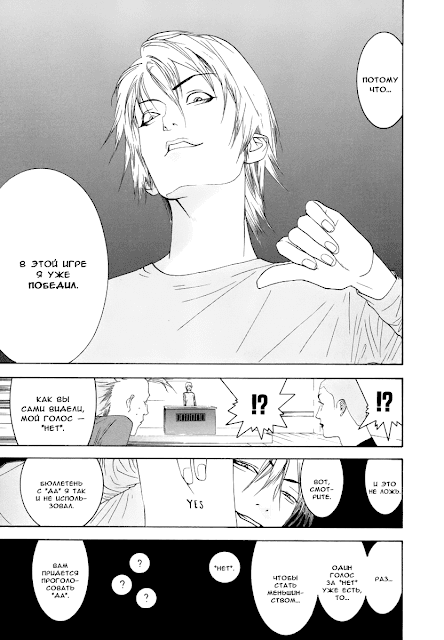 ПОТОМУ
ЧТО...
В ЭТОЙ ИГРЕ
Я УЖЕ
ПОБЕДИЛ.
!?
!?
КАК ВЫ
САМИ ВИДЕЛИ,
МОЙ ГОЛОС —
"НЕТ".
И ЭТО
НЕ ЛОЖЬ.
ВОТ,
СМОТ-
РИТЕ.
YES
БЮЛЛЕТЕНЬ
С "ДА" Я ТАК
И НЕ ИСПОЛЬ-
ЗОВАЛ.
РАЗ...
ОДИН
ГОЛОС
ЗА "НЕТ"
УЖЕ ЕСТЬ,
ТО...
ЧТОБЫ
СТАТЬ
МЕНЬШИН-
СТВОМ...
"НЕТ".
?
?
?
ВАМ
ПРИДЕТСЯ
ПРОГОЛО-
СОВАТЬ
"ДА".